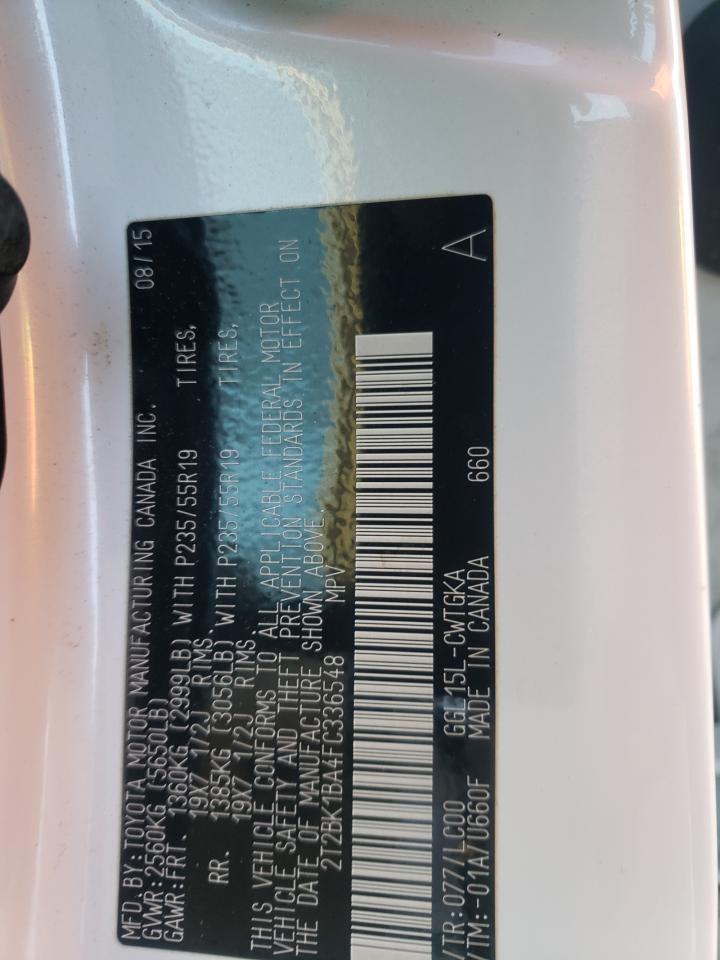 MFD.BY:TOYOTA MOTOR MANUFACTURING CANADA INC. 08/15
GVWR:2560KG (5650LB)
GAWR:FRT. 1360KG (2999LB) WITH P235/55R19 TIRES,
19X7 1/2J RIMS.
RR. 1385KG (3056LB) WITH P235/55R19 TIRES,
19X7 1/2J RIMS.
THIS VEHICLE CONFORMS TO ALL APPLICABLE FEDERAL MOTOR
VEHICLE SAFETY AND THEFT PREVENTION STANDARDS IN EFFECT ON
THE DATE OF MANUFACTURE SHOWN ABOVE.
2T2BK1BA4FC336548 MPV
/TR:077/LC00 GGL15L-CWTGKA
/TM:-01A/U660F MADE IN CANADA 660 A